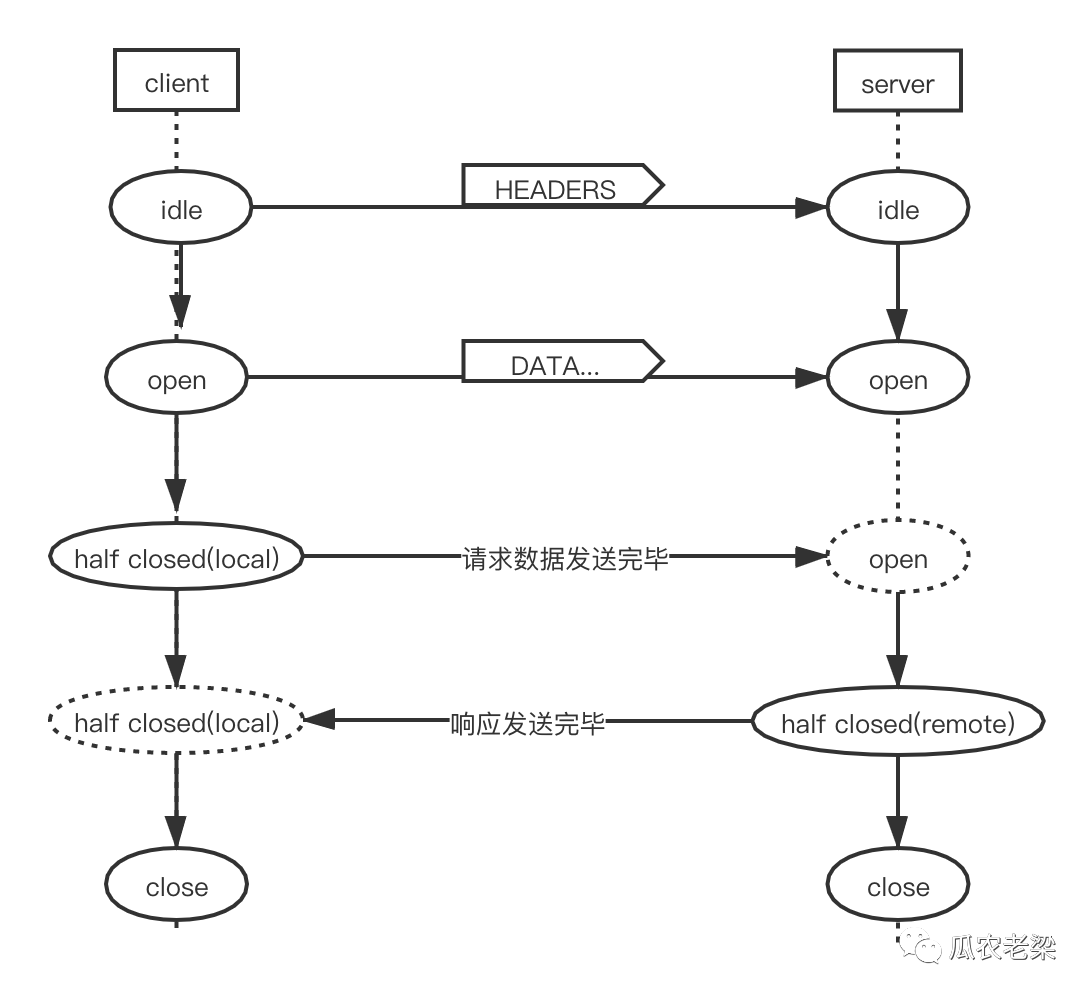 client
server
idle
HEADERS
idle
open
DATA...
open
half closed(local)
请求数据发送完毕
open
half closed(local)
响应发送完毕
half closed(remote)
close
close
瓜农老梁